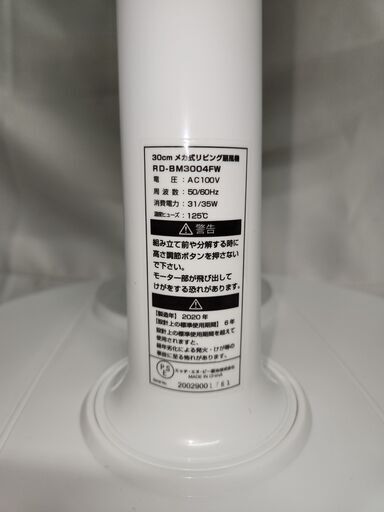 30cm メカ式リビング扇風機
RD-BM3004FW
電 圧：AC100V
周 波 数：50/60Hz
消費電力：31/35W
温度ヒューズ：125℃
警告
組み立て前や分解する時に
高さ調節ボタンを押さない
で下さい。
モーター部が飛び出して
けがをする恐れがあります。
【製造年】2020年
【設計上の標準使用期間】6年
設計上の標準使用期間を超えて
使用されますと、
経年劣化による発火・けが等の
事故に至る恐れがあります。
PSE
MADE IN CHINA
Serial No.
20029001761